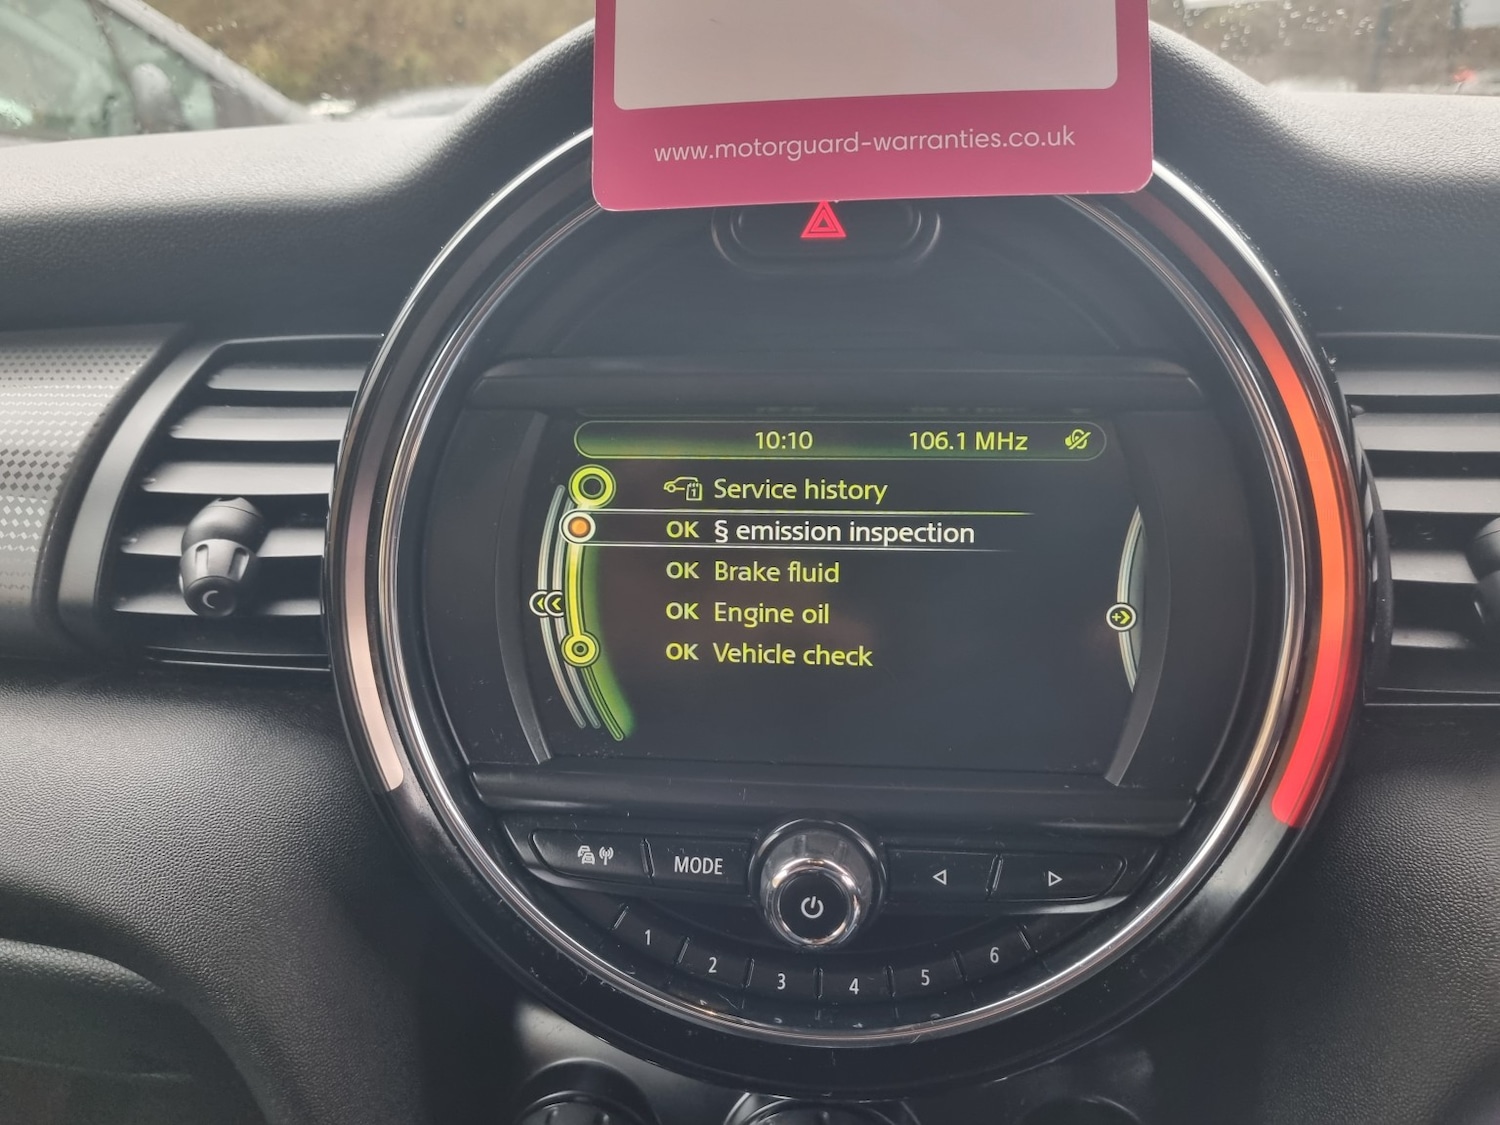 www.motorguard-warranties.co.uk
10:10 106.1 MHz
Service history
OK § emission inspection
OK Brake fluid
OK Engine oil
OK Vehicle check
MODE
1 2 3 4 5 6